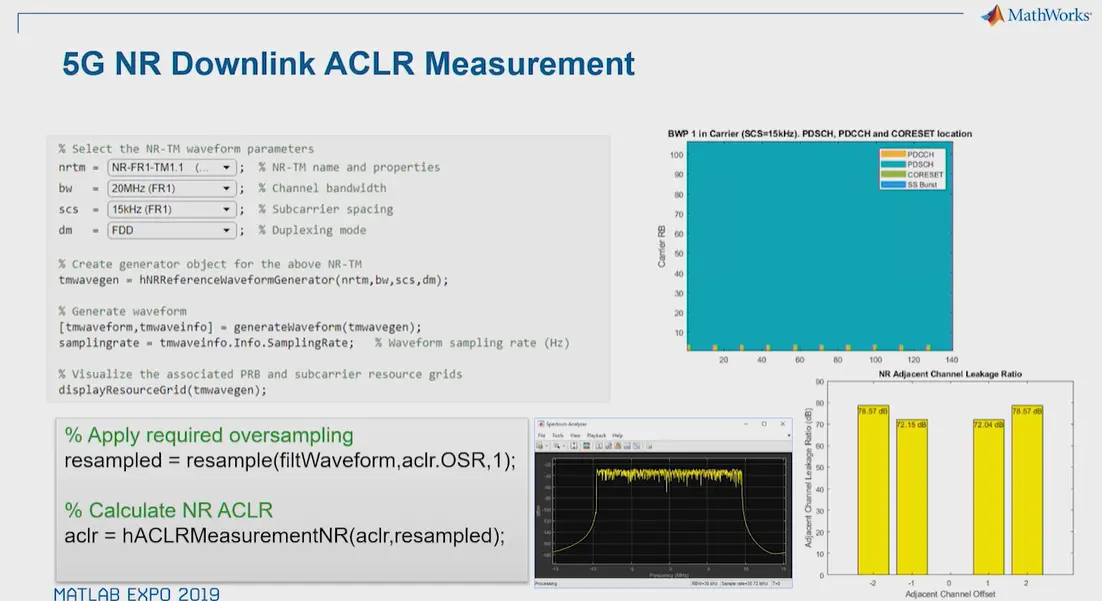 MathWorks
5G NR Downlink ACLR Measurement
% Select the NR-TM waveform parameters
nrtm = NR-FR1-TM1.1 (... ; % NR-TM name and properties
bw = 20MHz (FR1) ; % Channel bandwidth
scs = 15kHz (FR1) ; % Subcarrier spacing
dm = FDD ; % Duplexing mode
% Create generator object for the above NR-TM
tmwavegen = hNRReferenceWaveformGenerator(nrtm,bw,scs,dm);
% Generate waveform
[tmwaveform,tmwaveinfo] = generateWaveform(tmwavegen);
samplingrate = tmwaveinfo.Info.SamplingRate; % Waveform sampling rate (Hz)
% Visualize the associated PRB and subcarrier resource grids
displayResourceGrid(tmwavegen);
% Apply required oversampling
resampled = resample(filtWaveform,aclr.OSR,1);
% Calculate NR ACLR
aclr = hACLRMeasurementNR(aclr,resampled);
MATLAB EXPO 2019
BWP 1 in Carrier (SCS=15kHz). PDSCH, PDCCH and CORESET location
PDCCH
PDSCH
CORESET
SS Burst
Carrier RB
100
90
80
70
60
50
40
30
20
10
20 40 60 80 100 120 140
Spectrum Analyzer
File Tools View Playback Help
Frequency (MHz)
Processing
NR Adjacent Channel Leakage Ratio
Adjacent Channel Leakage Ratio (dB)
90
80
70
60
50
40
30
20
10
0
78.57 dB
72.15 dB
72.04 dB
78.57 dB
-2 -1 0 1 2
Adjacent Channel Offset